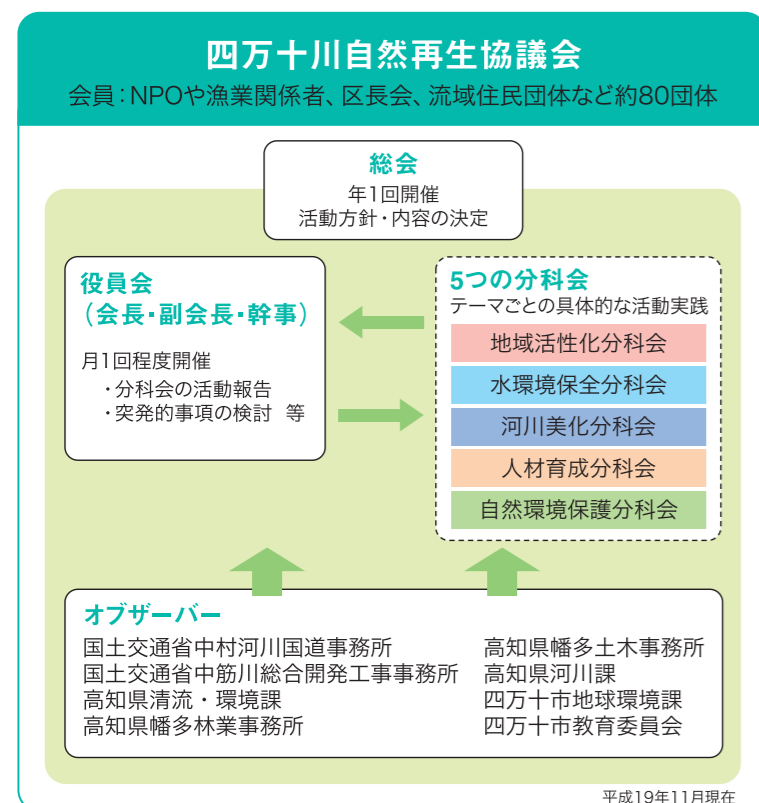 四万十川自然再生協議会
会員：NPOや漁業関係者、区長会、流域住民団体など約80団体
総会
年1回開催
活動方針・内容の決定
役員会
（会長・副会長・幹事）
月1回程度開催
・分科会の活動報告
・突発的事項の検討 等
5つの分科会
テーマごとの具体的な活動実践
地域活性化分科会
水環境保全分科会
河川美化分科会
人材育成分科会
自然環境保護分科会
オブザーバー
国土交通省中村河川国道事務所
国土交通省中筋川総合開発工事事務所
高知県清流・環境課
高知県幡多林業事務所
高知県幡多土木事務所
高知県河川課
四万十市地球環境課
四万十市教育委員会
平成19年11月現在